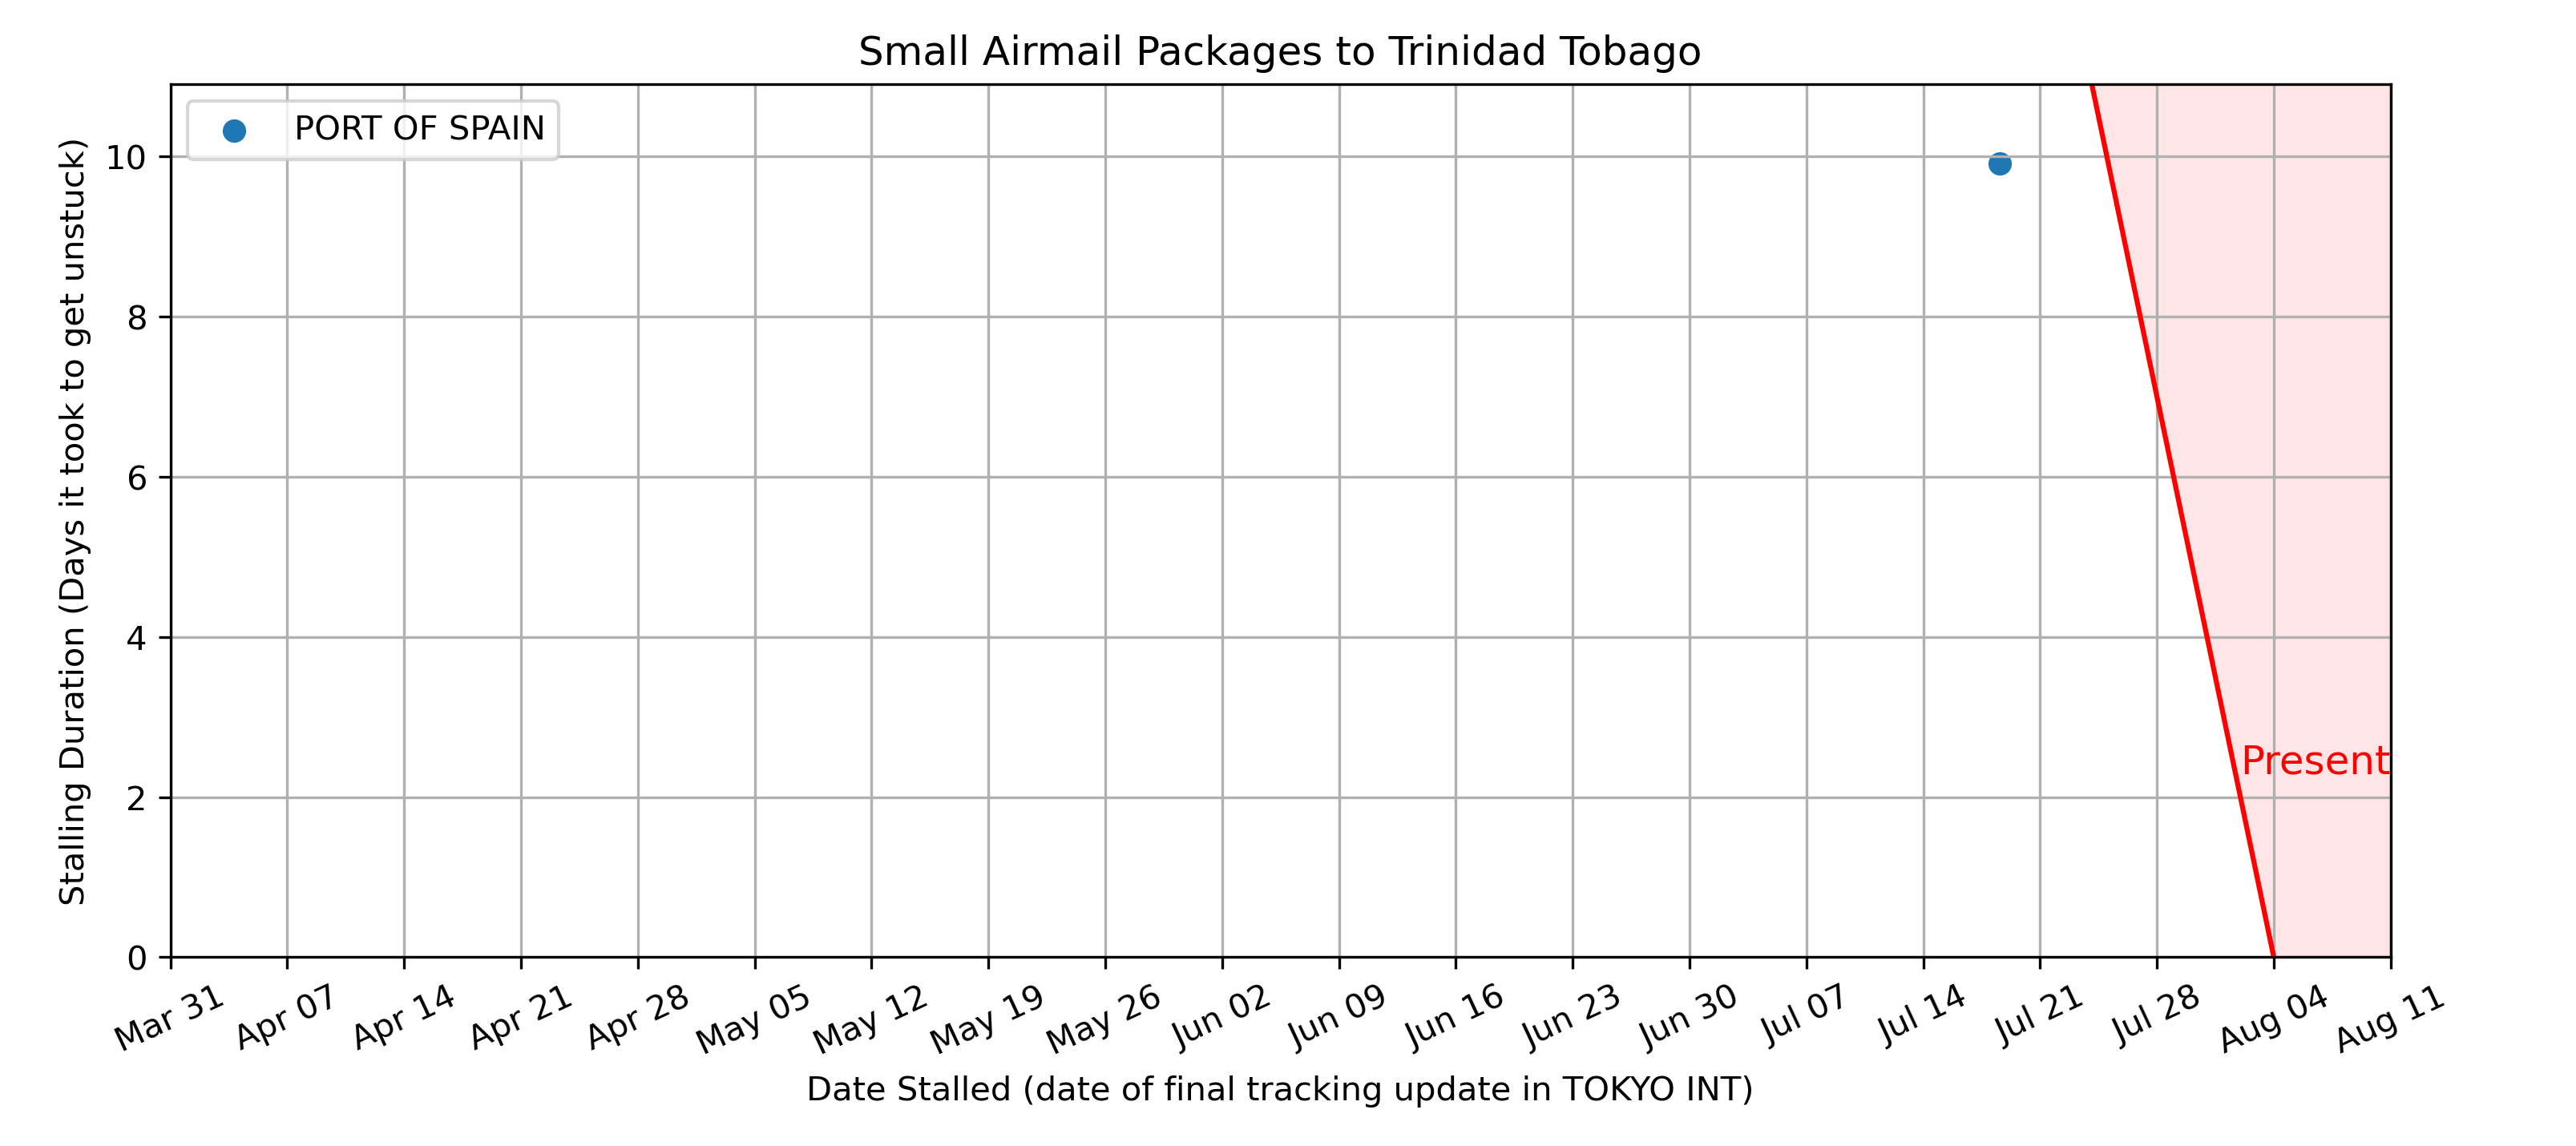 Small Airmail Packages to Trinidad Tobago
PORT OF SPAIN
Stalling Duration (Days it took to get unstuck)
10
8
6
4
2
0
Present
Mar 31
Apr 07
Apr 14
Apr 21
Apr 28
May 05
May 12
May 19
May 26
Jun 02
Jun 09
Jun 16
Jun 23
Jun 30
Jul 07
Jul 14
Jul 21
Jul 28
Aug 04
Aug 11
Date Stalled (date of final tracking update in TOKYO INT)